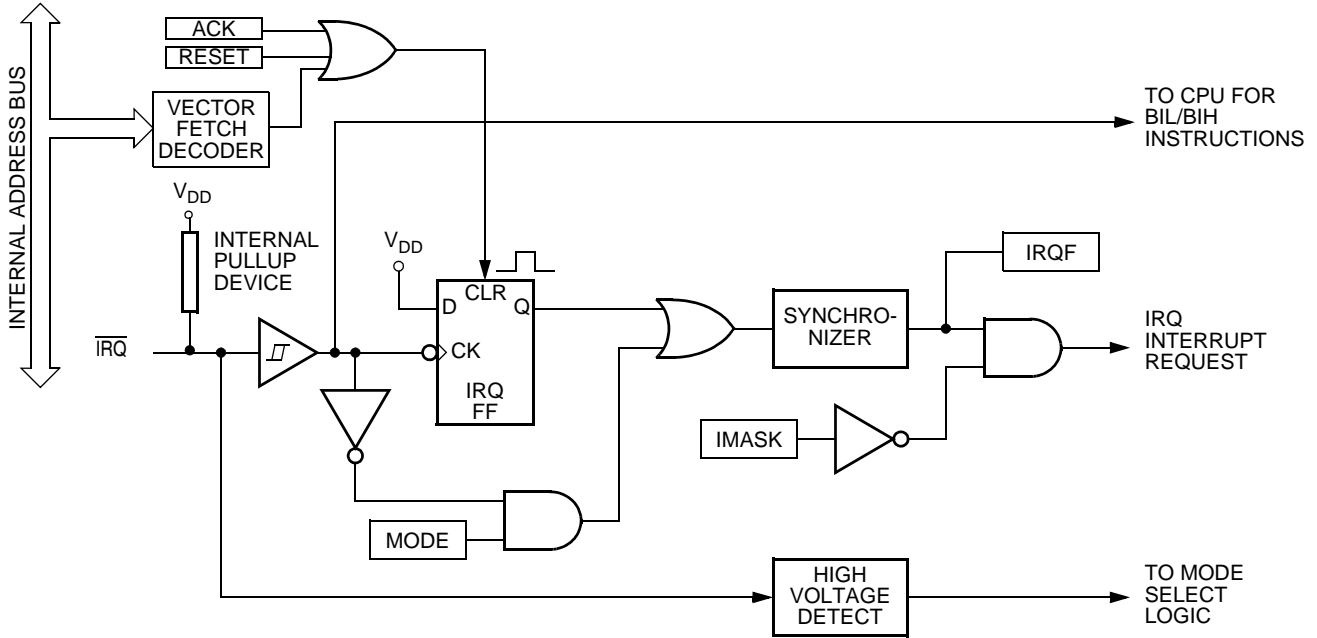 INTERNAL ADDRESS BUS
ACK
RESET
VECTOR
FETCH
DECODER
TO CPU FOR
BIL/BIH
INSTRUCTIONS
VDD
INTERNAL
PULLUP
DEVICE
VDD
IRQ
D
CLR
Q
CK
IRQ
FF
SYNCHRO-
NIZER
IRQF
IRQ
INTERRUPT
REQUEST
IMASK
MODE
HIGH
VOLTAGE
DETECT
TO MODE
SELECT
LOGIC